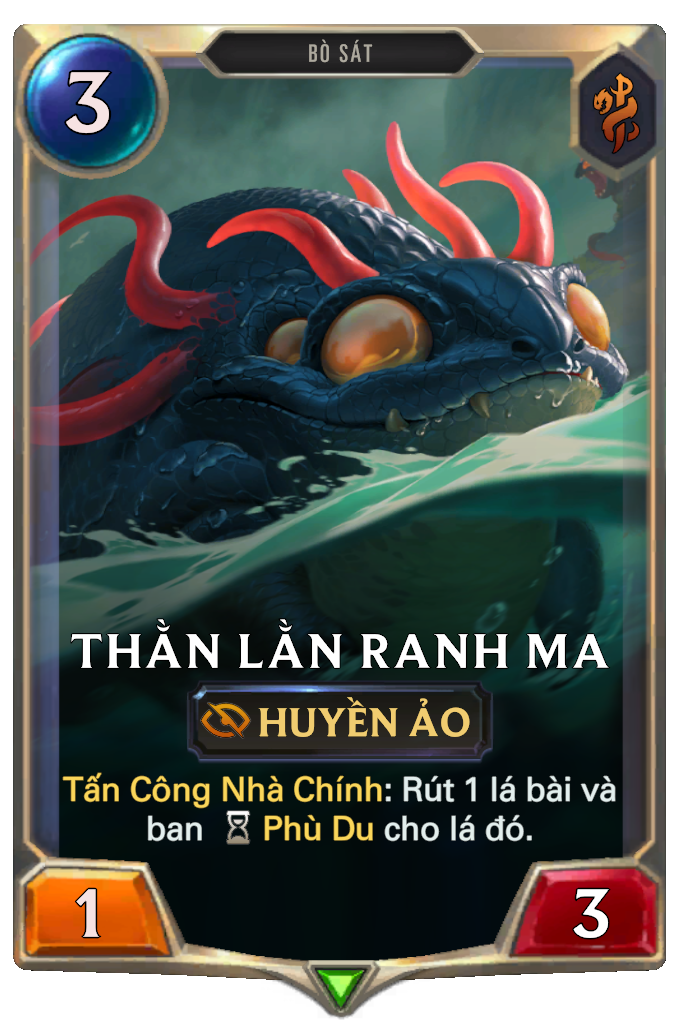 BÒ SÁT
3
THẰN LẰN RANH MA
HUYỀN ẢO
Tấn Công Nhà Chính: Rút 1 lá bài và
ban Phù Du cho lá đó.
1
3